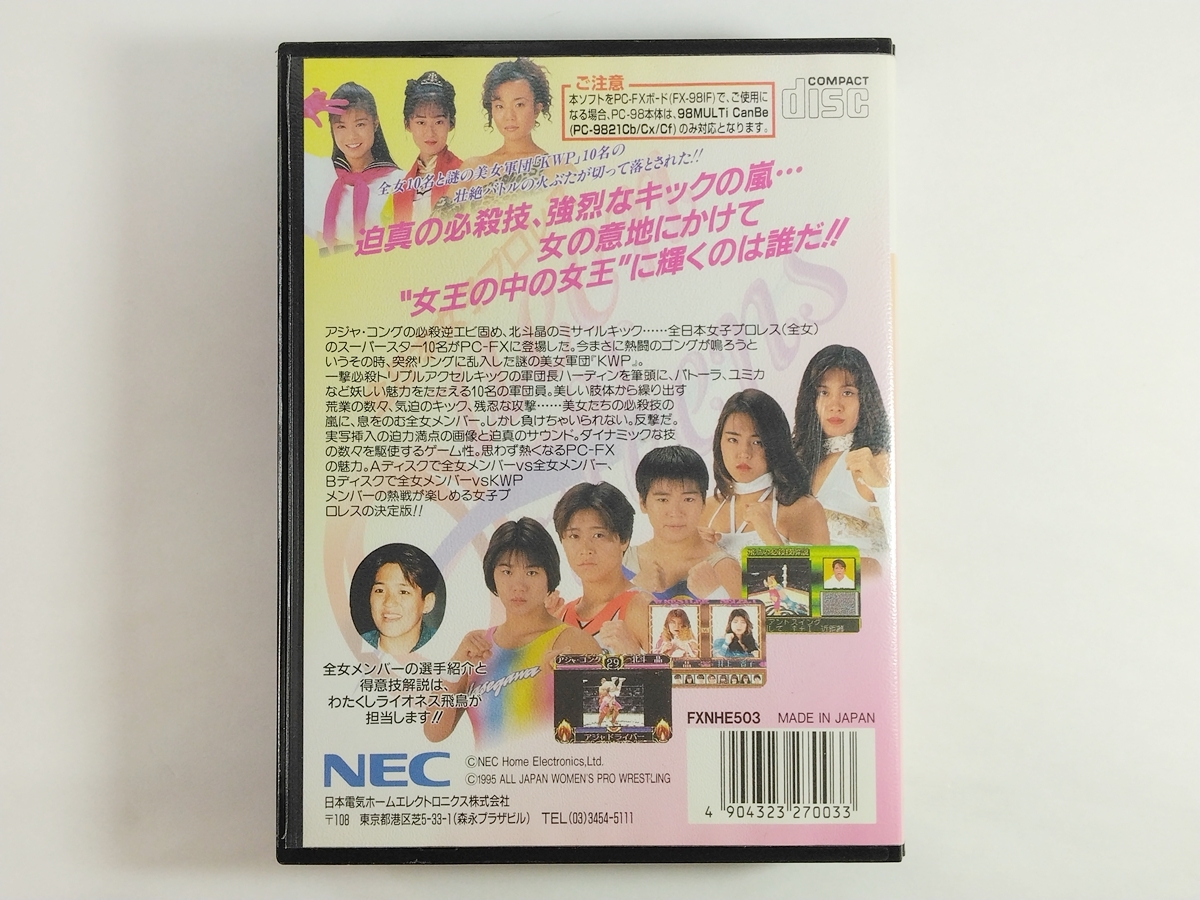 ご注意
本ソフトをPC-FXボード(FX-98IF)で、ご使用に
なる場合、PC-98本体は、98MULTi CanBe
(PC-9821Cb/Cx/Cf)のみ対応となります。
COMPACT
disc
全女10名と謎の美女軍団「KWP」10名の
壮絶バトルの火ぶたが切って落とされた!!
迫真の必殺技、強烈なキックの嵐…
女の意地にかけて
"女王の中の女王"に輝くのは誰だ!!
アジャ・コングの必殺逆エビ固め、北斗晶のミサイルキック……全日本女子プロレス(全女)
のスーパースター10名がPC-FXに登場した。今まさに熱闘のゴングが鳴ろうと
いうその時、突然リングに乱入した謎の美女軍団『KWP』。
一撃必殺トリプルアクセルキックの軍団長ハーディンを筆頭に、パトーラ、ユミカ
など妖しい魅力をたたえる10名の軍団員。美しい肢体から繰り出す
荒業の数々、気迫のキック、残忍な攻撃……美女たちの必殺技の
嵐に、息をのむ全女メンバー。しかし負けちゃいられない。反撃だ。
実写挿入の迫力満点の画像と迫真のサウンド。ダイナミックな技
の数々を駆使するゲーム性。思わず熱くなるPC-FX
の魅力。Aディスクで全女メンバーvs全女メンバー、
Bディスクで全女メンバーvsKWP
メンバーの熱戦が楽しめる女子プ
ロレスの決定版!!
全女メンバーの選手紹介と
得意技解説は、
わたくしライオネス飛鳥が
担当します!!
アジャ・コング
29
北斗 晶
アジャドライバー
FXNHE503 MADE IN JAPAN
NEC
©NEC Home Electronics,Ltd.
©1995 ALL JAPAN WOMEN'S PRO WRESTLING
日本電気ホームエレクトロニクス株式会社
〒108 東京都港区芝5-33-1(森永プラザビル) TEL(03)3454-5111
4 904323 270033